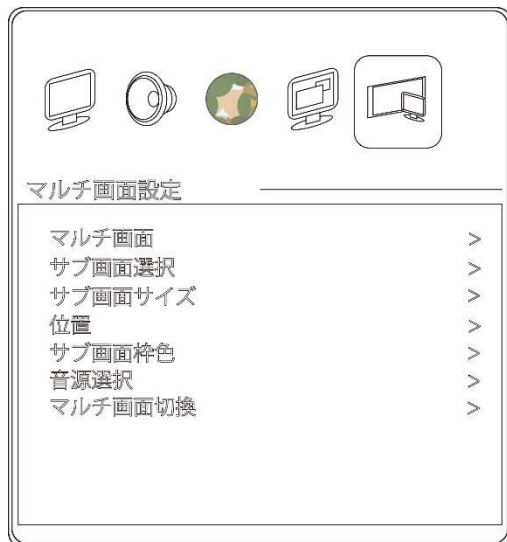 マルチ画面設定
マルチ画面 >
サブ画面選択 >
サブ画面サイズ >
位置 >
サブ画面枠色 >
音源選択 >
マルチ画面切換 >